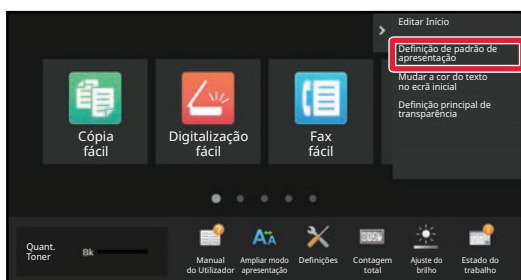 Editar Início
Definição de padrão de
apresentação
Mudar a cor do texto
no ecrã inicial
Definição principal de
transparência
Cópia
fácil
Digitalização
fácil
Fax
fácil
Quant.
Toner
Bk
Manual
do Utilizador
Ampliar modo
apresentação
Definições
Contagem
total
Ajuste do
brilho
Estado do
trabalho